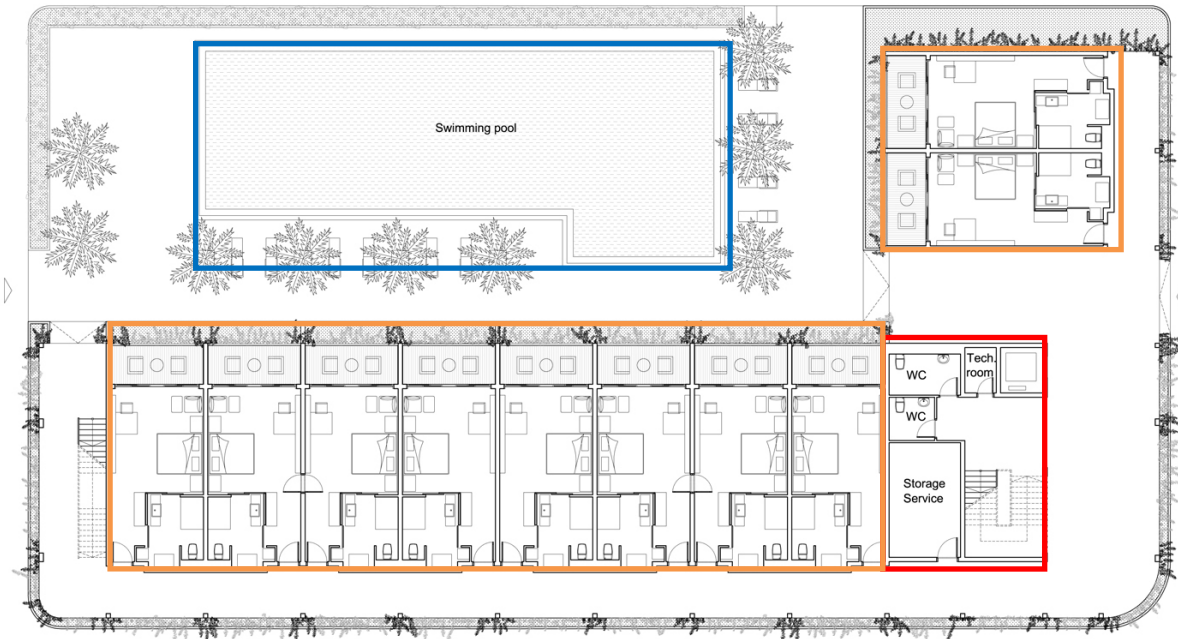 Swimming pool
WC
Tech.
room
WC
Storage
Service